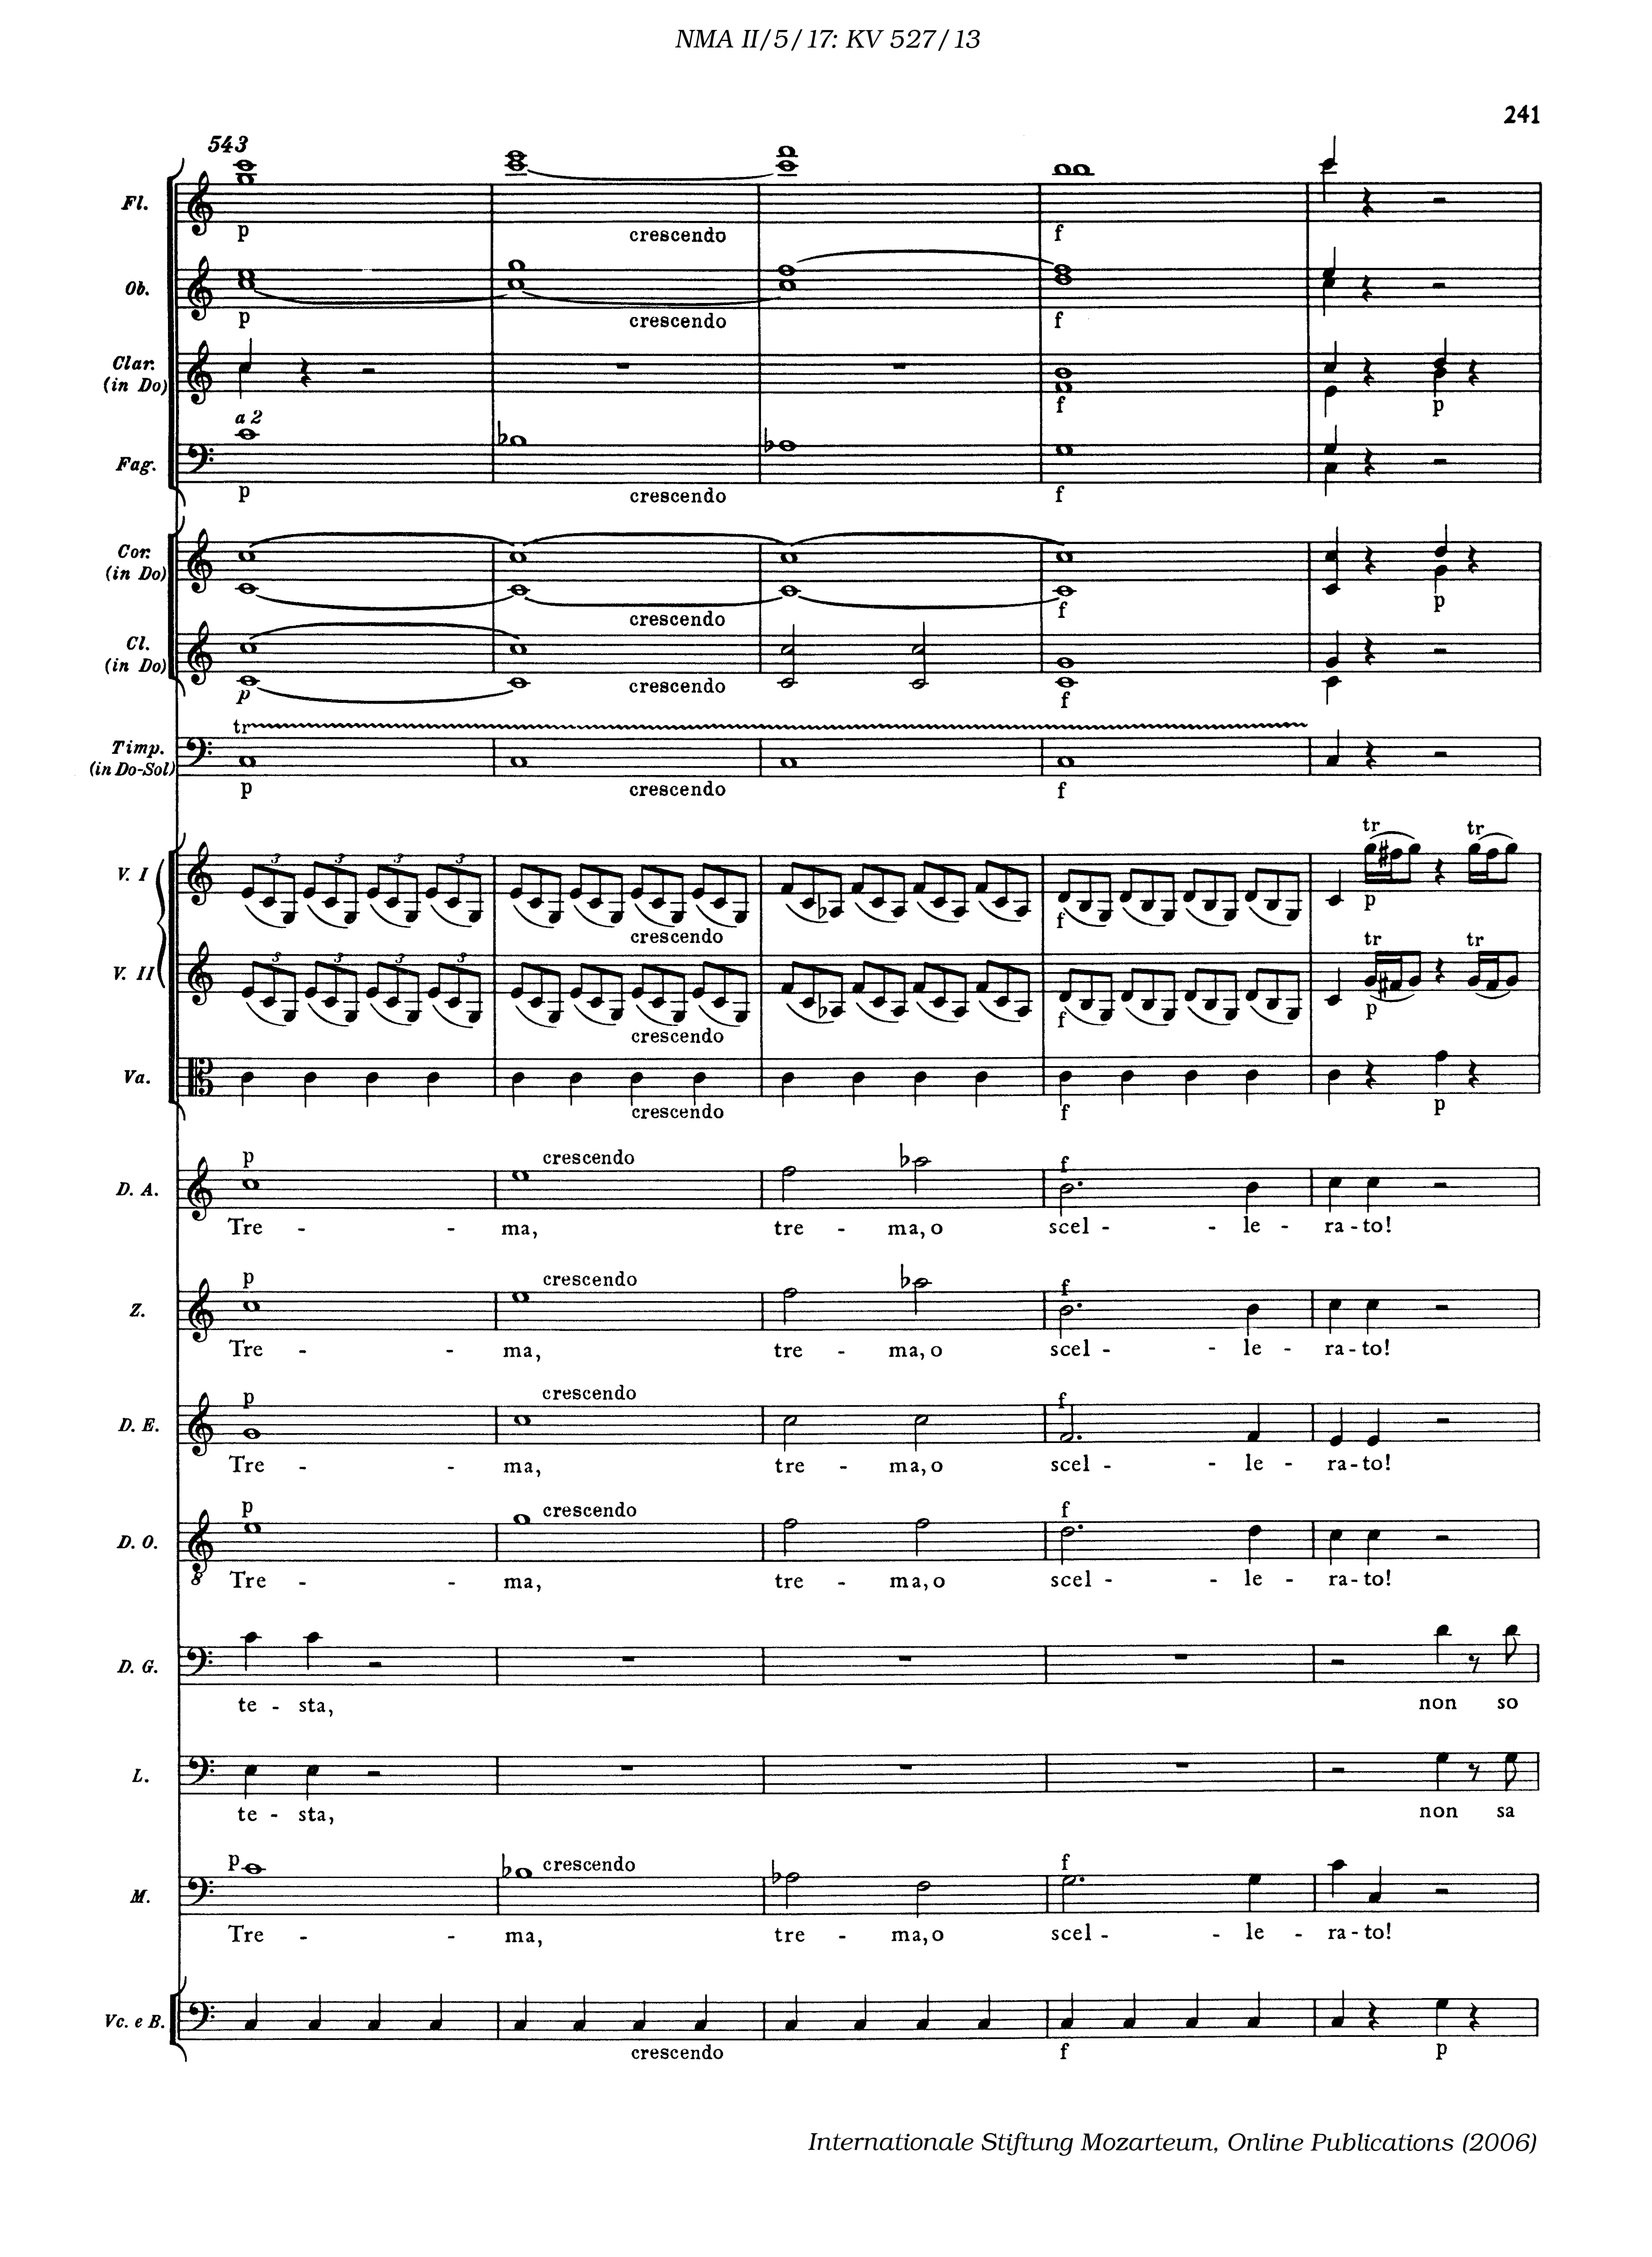 NMA II/5/17: KV 527/13
241
543
Fl.
p crescendo f
Ob.
p crescendo f
Clar.
(in Do)
f p
a 2
Fag.
p crescendo f
Cor.
(in Do)
crescendo f p
Cl.
(in Do)
p crescendo f
tr
Timp.
(in Do-Sol)
p crescendo f
tr tr
V. I
3 3 3 3
crescendo f p
tr tr
V. II
3 3 3 3
crescendo f p
Va.
crescendo f p
p crescendo f
D. A.
Tre - - ma, tre - ma, o scel - - le - ra - to!
p crescendo f
Z.
Tre - - ma, tre - ma, o scel - - le - ra - to!
p crescendo f
D. E.
Tre - - ma, tre - ma, o scel - - le - ra - to!
p crescendo f
D. O.
8
Tre - - ma, tre - ma, o scel - - le - ra - to!
D. G.
te - sta, non so
L.
te - sta, non sa
p crescendo f
M.
Tre - - ma, tre - ma, o scel - - le - ra - to!
Vc. e B.
crescendo f p
Internationale Stiftung Mozarteum, Online Publications (2006)